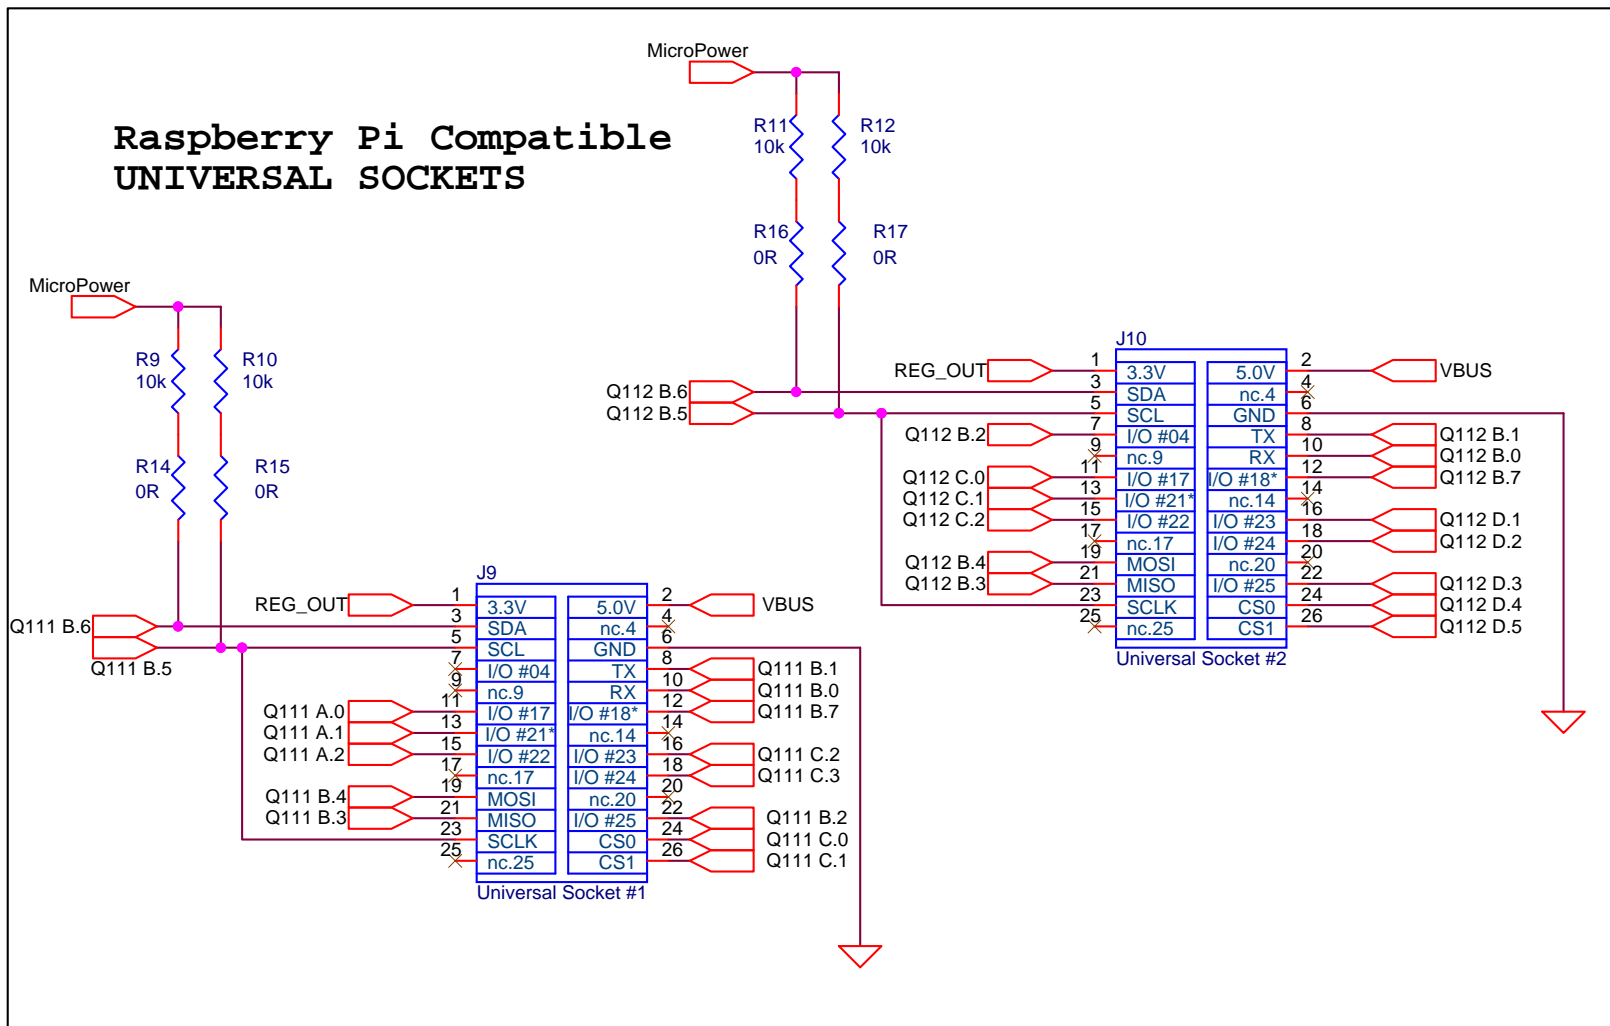 MicroPower
Raspberry Pi Compatible
UNIVERSAL SOCKETS
R11
10k
R12
10k
R16
0R
R17
0R
MicroPower
R9
10k
R10
10k
R14
0R
R15
0R
J10
REG_OUT 1 3.3V 5.0V 2 VBUS
Q112 B.6 3 SDA nc.4 4
Q112 B.5 5 SCL GND 6
Q112 B.2 7 I/O #04 TX 8 Q112 B.1
9 nc.9 RX 10 Q112 B.0
Q112 C.0 11 I/O #17 I/O #18* 12 Q112 B.7
Q112 C.1 13 I/O #21* nc.14 14
Q112 C.2 15 I/O #22 I/O #23 16 Q112 D.1
17 nc.17 I/O #24 18 Q112 D.2
Q112 B.4 19 MOSI nc.20 20
Q112 B.3 21 MISO I/O #25 22 Q112 D.3
23 SCLK CS0 24 Q112 D.4
25 nc.25 CS1 26 Q112 D.5
Universal Socket #2
J9
REG_OUT 1 3.3V 5.0V 2 VBUS
Q111 B.6 3 SDA nc.4 4
Q111 B.5 5 SCL GND 6
7 I/O #04 TX 8 Q111 B.1
9 nc.9 RX 10 Q111 B.0
Q111 A.0 11 I/O #17 I/O #18* 12 Q111 B.7
Q111 A.1 13 I/O #21* nc.14 14
Q111 A.2 15 I/O #22 I/O #23 16 Q111 C.2
17 nc.17 I/O #24 18 Q111 C.3
Q111 B.4 19 MOSI nc.20 20
Q111 B.3 21 MISO I/O #25 22 Q111 B.2
23 SCLK CS0 24 Q111 C.0
25 nc.25 CS1 26 Q111 C.1
Universal Socket #1